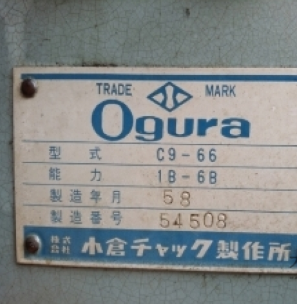 TRADE MARK
Ogura
型式 C9-66
能力 1B-6B
製造年月 58
製造番号 54508
株式会社 小倉チャック製作所